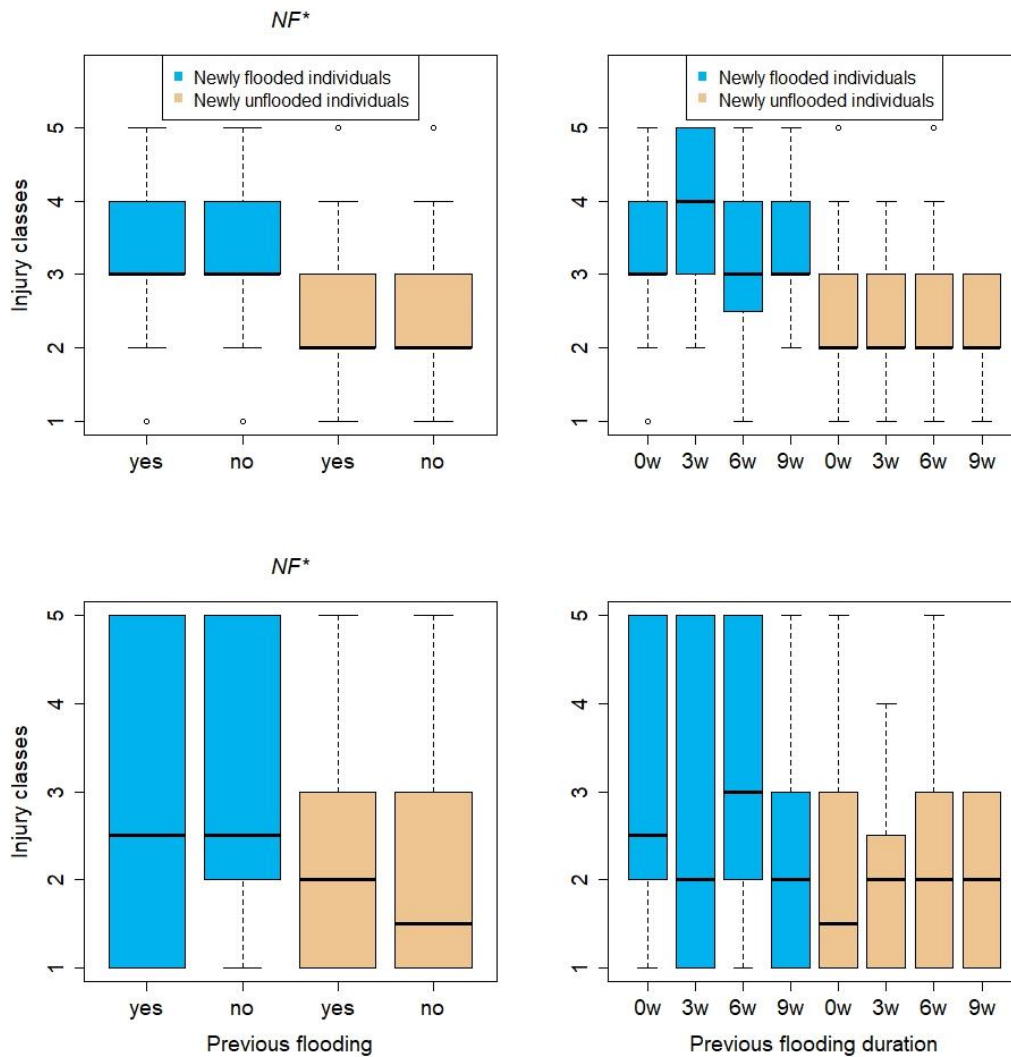 NF*
Newly flooded individuals
Newly unflooded individuals
Injury classes
5
4
3
2
1
yes no yes no
Newly flooded individuals
Newly unflooded individuals
5
4
3
2
1
0w 3w 6w 9w 0w 3w 6w 9w
NF*
Injury classes
5
4
3
2
1
yes no yes no
Previous flooding
5
4
3
2
1
0w 3w 6w 9w 0w 3w 6w 9w
Previous flooding duration